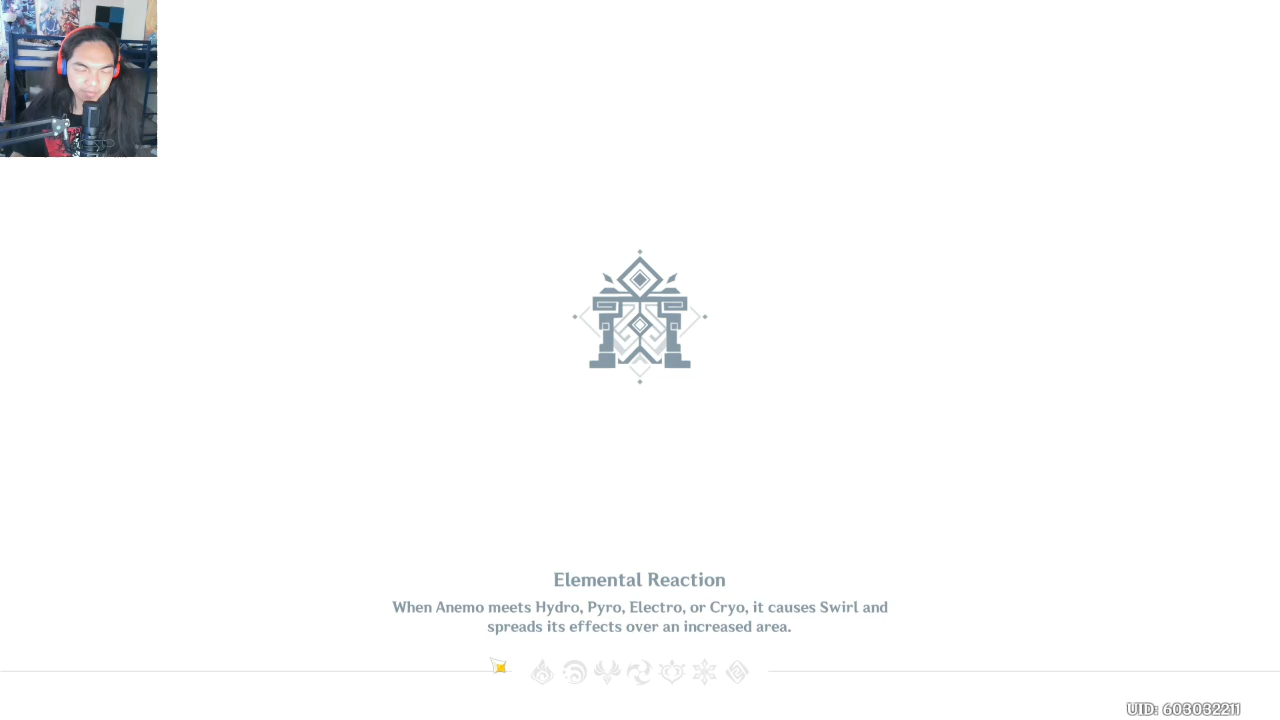 Elemental Reaction
When Anemo meets Hydro, Pyro, Electro, or Cryo, it causes Swirl and
spreads its effects over an increased area.
UID: 603032211